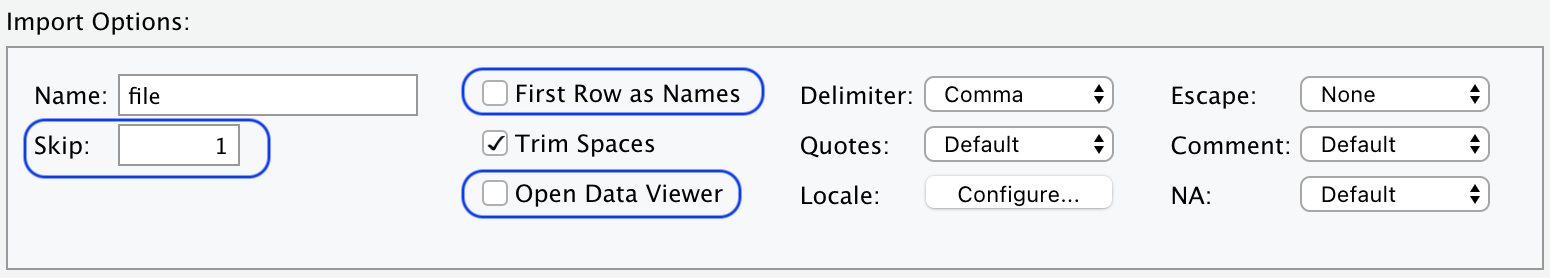 Import Options:
Name: file
First Row as Names
Delimiter: Comma
Escape: None
Skip: 1
Trim Spaces
Quotes: Default
Comment: Default
Open Data Viewer
Locale: Configure...
NA: Default